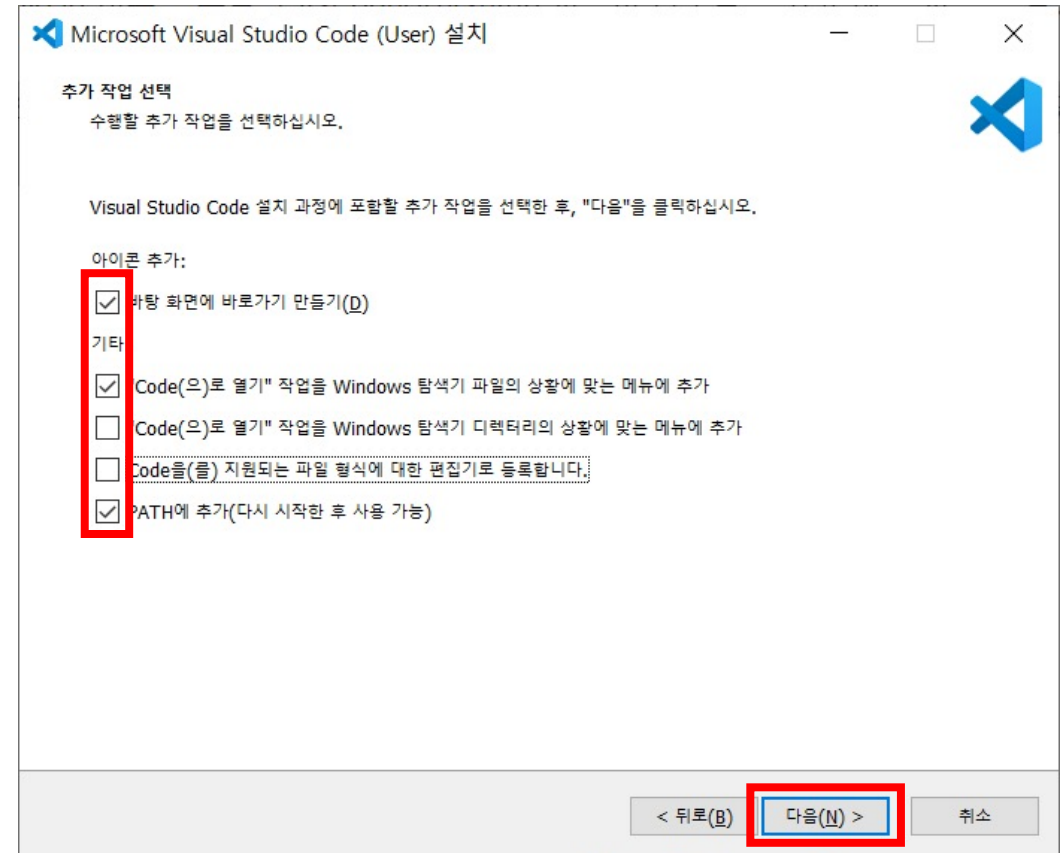 Microsoft Visual Studio Code (User) 설치
추가 작업 선택
수행할 추가 작업을 선택하십시오.
Visual Studio Code 설치 과정에 포함할 추가 작업을 선택한 후, "다음"을 클릭하십시오.
아이콘 추가:
바탕 화면에 바로가기 만들기(D)
기타
"Code(으)로 열기" 작업을 Windows 탐색기 파일의 상황에 맞는 메뉴에 추가
"Code(으)로 열기" 작업을 Windows 탐색기 디렉터리의 상황에 맞는 메뉴에 추가
Code을(를) 지원되는 파일 형식에 대한 편집기로 등록합니다.
PATH에 추가(다시 시작한 후 사용 가능)
< 뒤로(B) 다음(N) > 취소